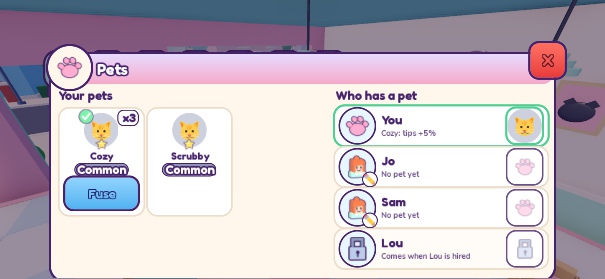 Pets
Your pets
x3
Cozy
Common
Fuse
Scrubby
Common
Who has a pet
You
Cozy: tips +5%
Jo
No pet yet
Sam
No pet yet
Lou
Comes when Lou is hired